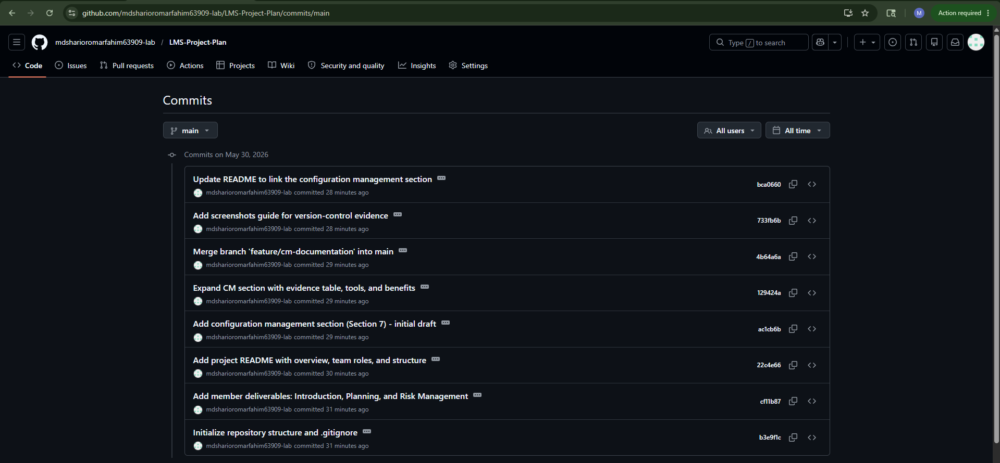 github.com/mdsharioromarfahim63909-lab/LMS-Project-Plan/commits/main
M
Action required
mdsharioromarfahim63909-lab / LMS-Project-Plan
Type / to search
Code Issues Pull requests Actions Projects Wiki Security and quality Insights Settings
Commits
main
All users
All time
Commits on May 30, 2026
Update README to link the configuration management section
mdsharioromarfahim63909-lab committed 28 minutes ago
bca0660
Add screenshots guide for version-control evidence
mdsharioromarfahim63909-lab committed 28 minutes ago
733fb6b
Merge branch 'feature/cm-documentation' into main
mdsharioromarfahim63909-lab committed 29 minutes ago
4b64a6a
Expand CM section with evidence table, tools, and benefits
mdsharioromarfahim63909-lab committed 29 minutes ago
129424a
Add configuration management section (Section 7) - initial draft
mdsharioromarfahim63909-lab committed 29 minutes ago
ac1cb6b
Add project README with overview, team roles, and structure
mdsharioromarfahim63909-lab committed 30 minutes ago
22c4e66
Add member deliverables: Introduction, Planning, and Risk Management
mdsharioromarfahim63909-lab committed 31 minutes ago
cf11b87
Initialize repository structure and .gitignore
mdsharioromarfahim63909-lab committed 31 minutes ago
b3e9f1c